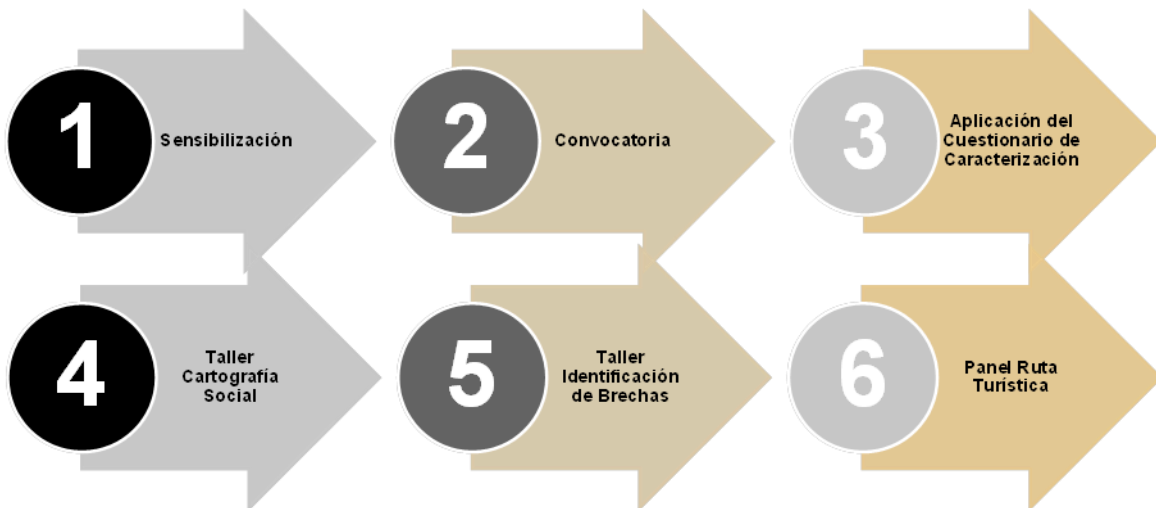 1
Sensibilización
2
Convocatoria
3
Aplicación del
Cuestionario de
Caracterización
4
Taller
Cartografía
Social
5
Taller
Identificación
de Brechas
6
Panel Ruta
Turística